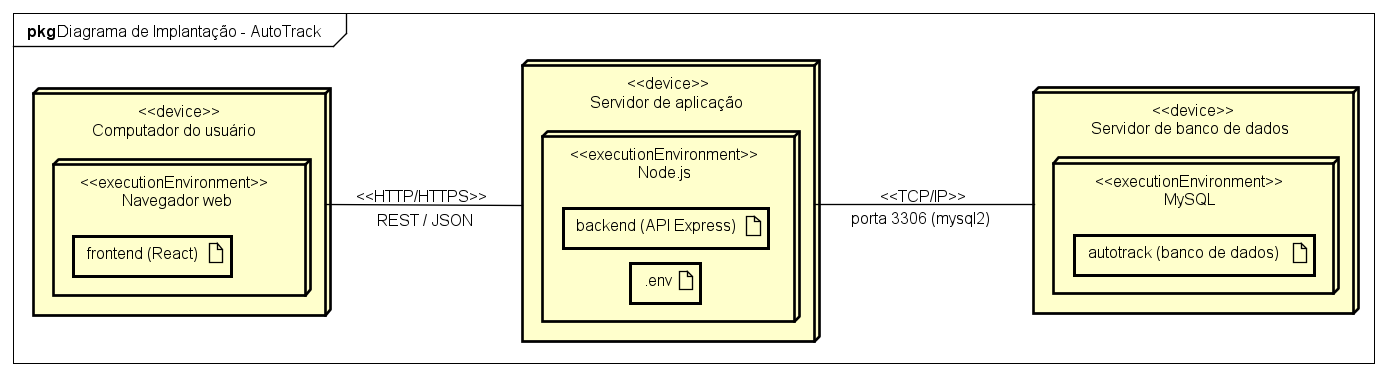 pkg Diagrama de Implantação - AutoTrack
<<device>>
Computador do usuário
<<executionEnvironment>>
Navegador web
frontend (React)
<<HTTP/HTTPS>>
REST / JSON
<<device>>
Servidor de aplicação
<<executionEnvironment>>
Node.js
backend (API Express)
.env
<<TCP/IP>>
porta 3306 (mysql2)
<<device>>
Servidor de banco de dados
<<executionEnvironment>>
MySQL
autotrack (banco de dados)